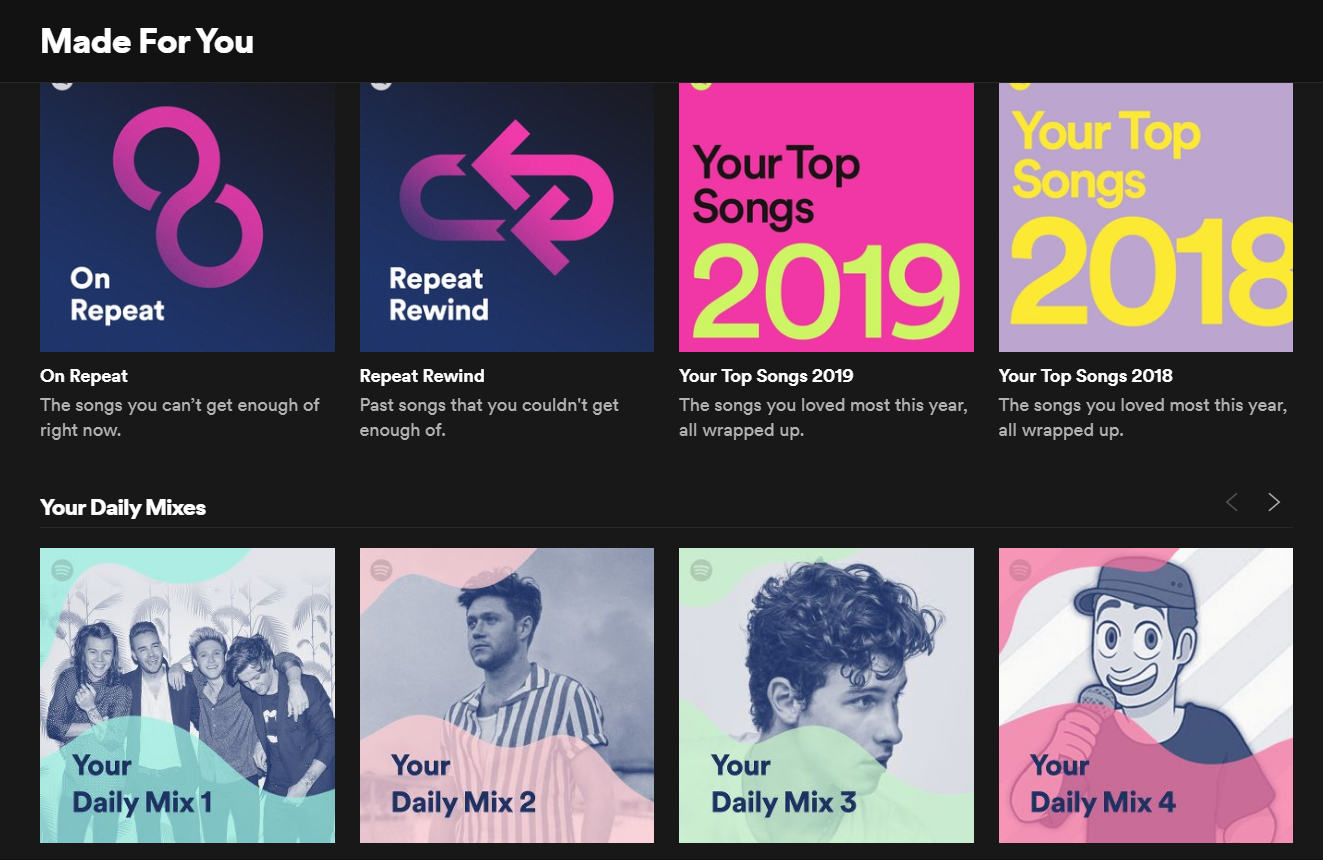 Made For You
On
Repeat
Repeat
Rewind
Your Top
Songs
2019
Your Top
Songs
2018
On Repeat
The songs you can’t get enough of
right now.
Repeat Rewind
Past songs that you couldn't get
enough of.
Your Top Songs 2019
The songs you loved most this year,
all wrapped up.
Your Top Songs 2018
The songs you loved most this year,
all wrapped up.
Your Daily Mixes
Your
Daily Mix 1
Your
Daily Mix 2
Your
Daily Mix 3
Your
Daily Mix 4